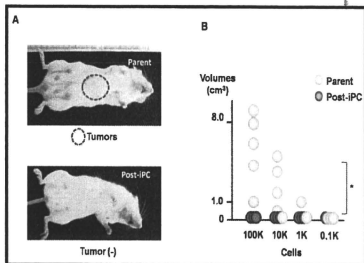 A
Parent
Tumors
Post-iPC
Tumor (-)
B
Volumes
(cm³)
Parent
Post-iPC
8.0
1.0
0
*
100K 10K 1K 0.1K
Cells